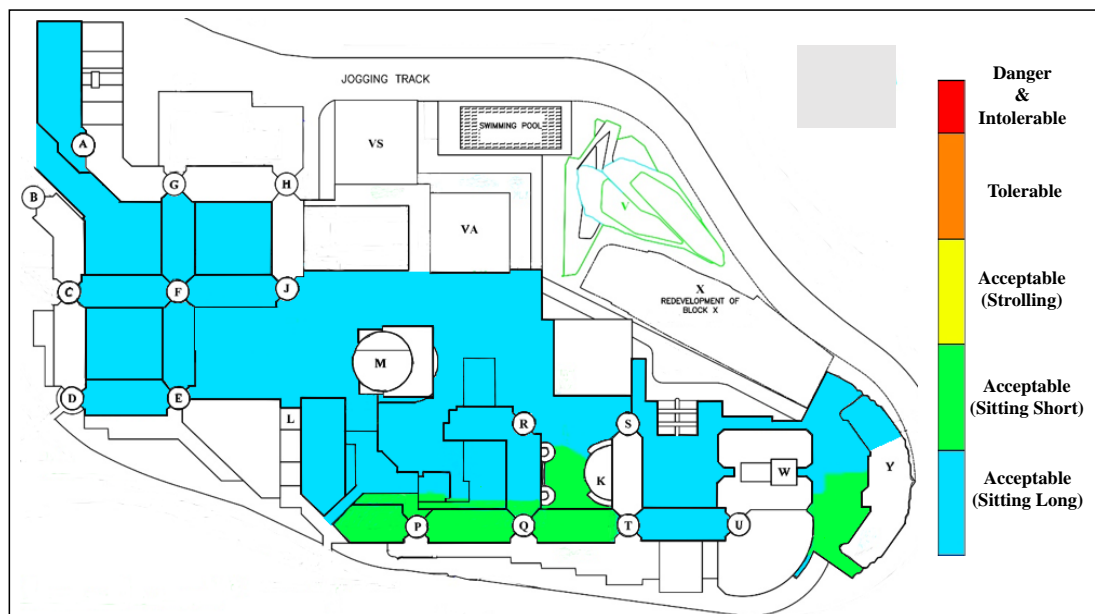 JOGGING TRACK
SWIMMING POOL
VS
A
G
H
B
V
VA
C
F
J
X
REDEVELOPMENT OF
BLOCK X
M
D
E
L
R
S
K
W
Y
P
Q
T
U
Danger
&
Intolerable
Tolerable
Acceptable
(Strolling)
Acceptable
(Sitting Short)
Acceptable
(Sitting Long)